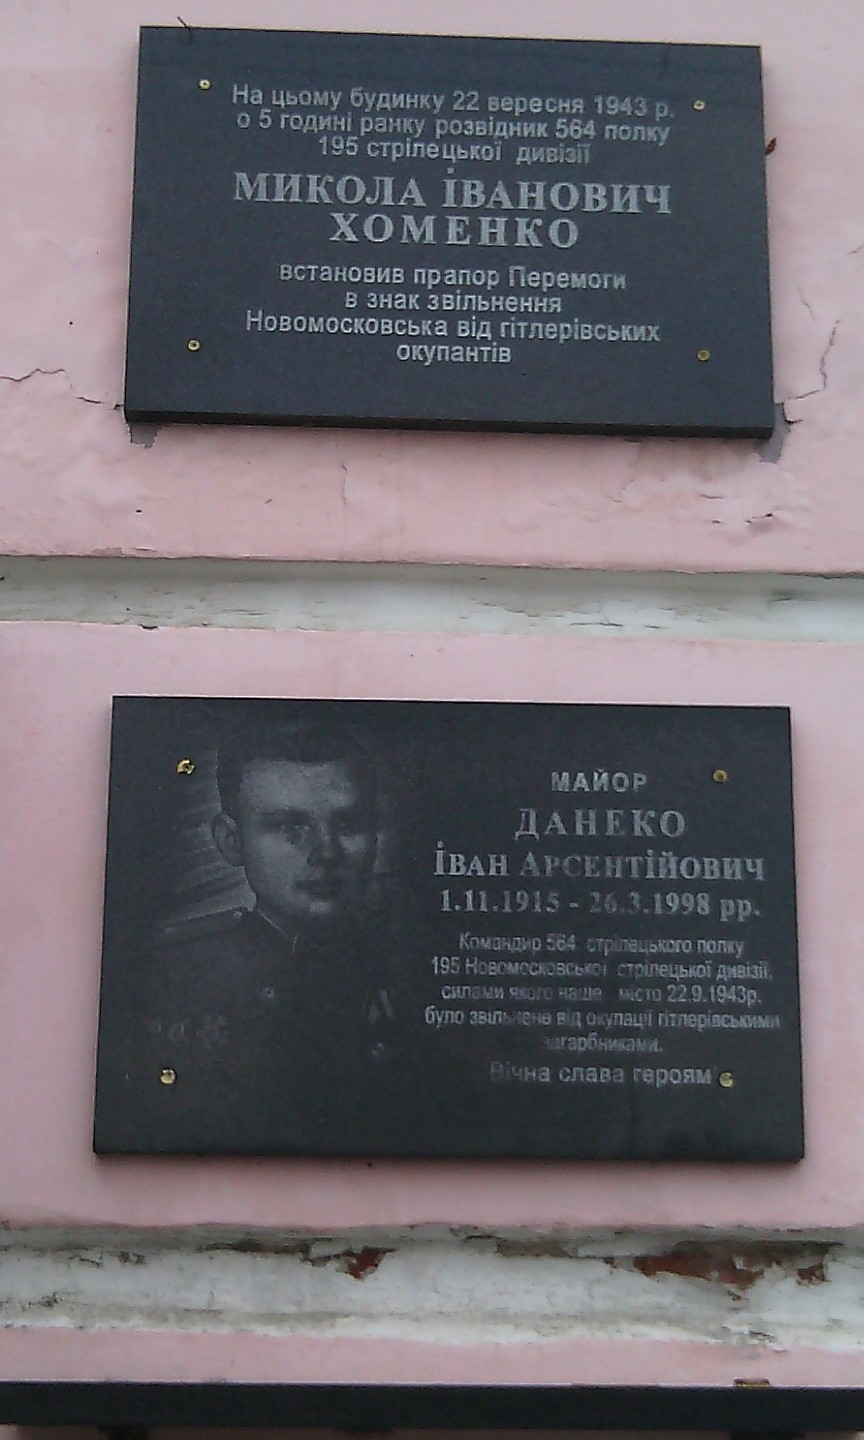 На цьому будинку 22 вересня 1943 р.
о 5 годині ранку розвідник 564 полку
195 стрілецької дивізії
МИКОЛА ІВАНОВИЧ
ХОМЕНКО
встановив прапор Перемоги
в знак звільнення
Новомосковська від гітлерівських
окупантів
МАЙОР
ДАНЕКО
ІВАН АРСЕНТІЙОВИЧ
1.11.1915 - 26.3.1998 рр.
Командир 564 стрілецького полку
195 Новомосковської стрілецької дивізії,
силами якого наше місто 22.9.1943р.
було звільнене від окупації гітлерівськими
загарбниками.
Вічна слава героям